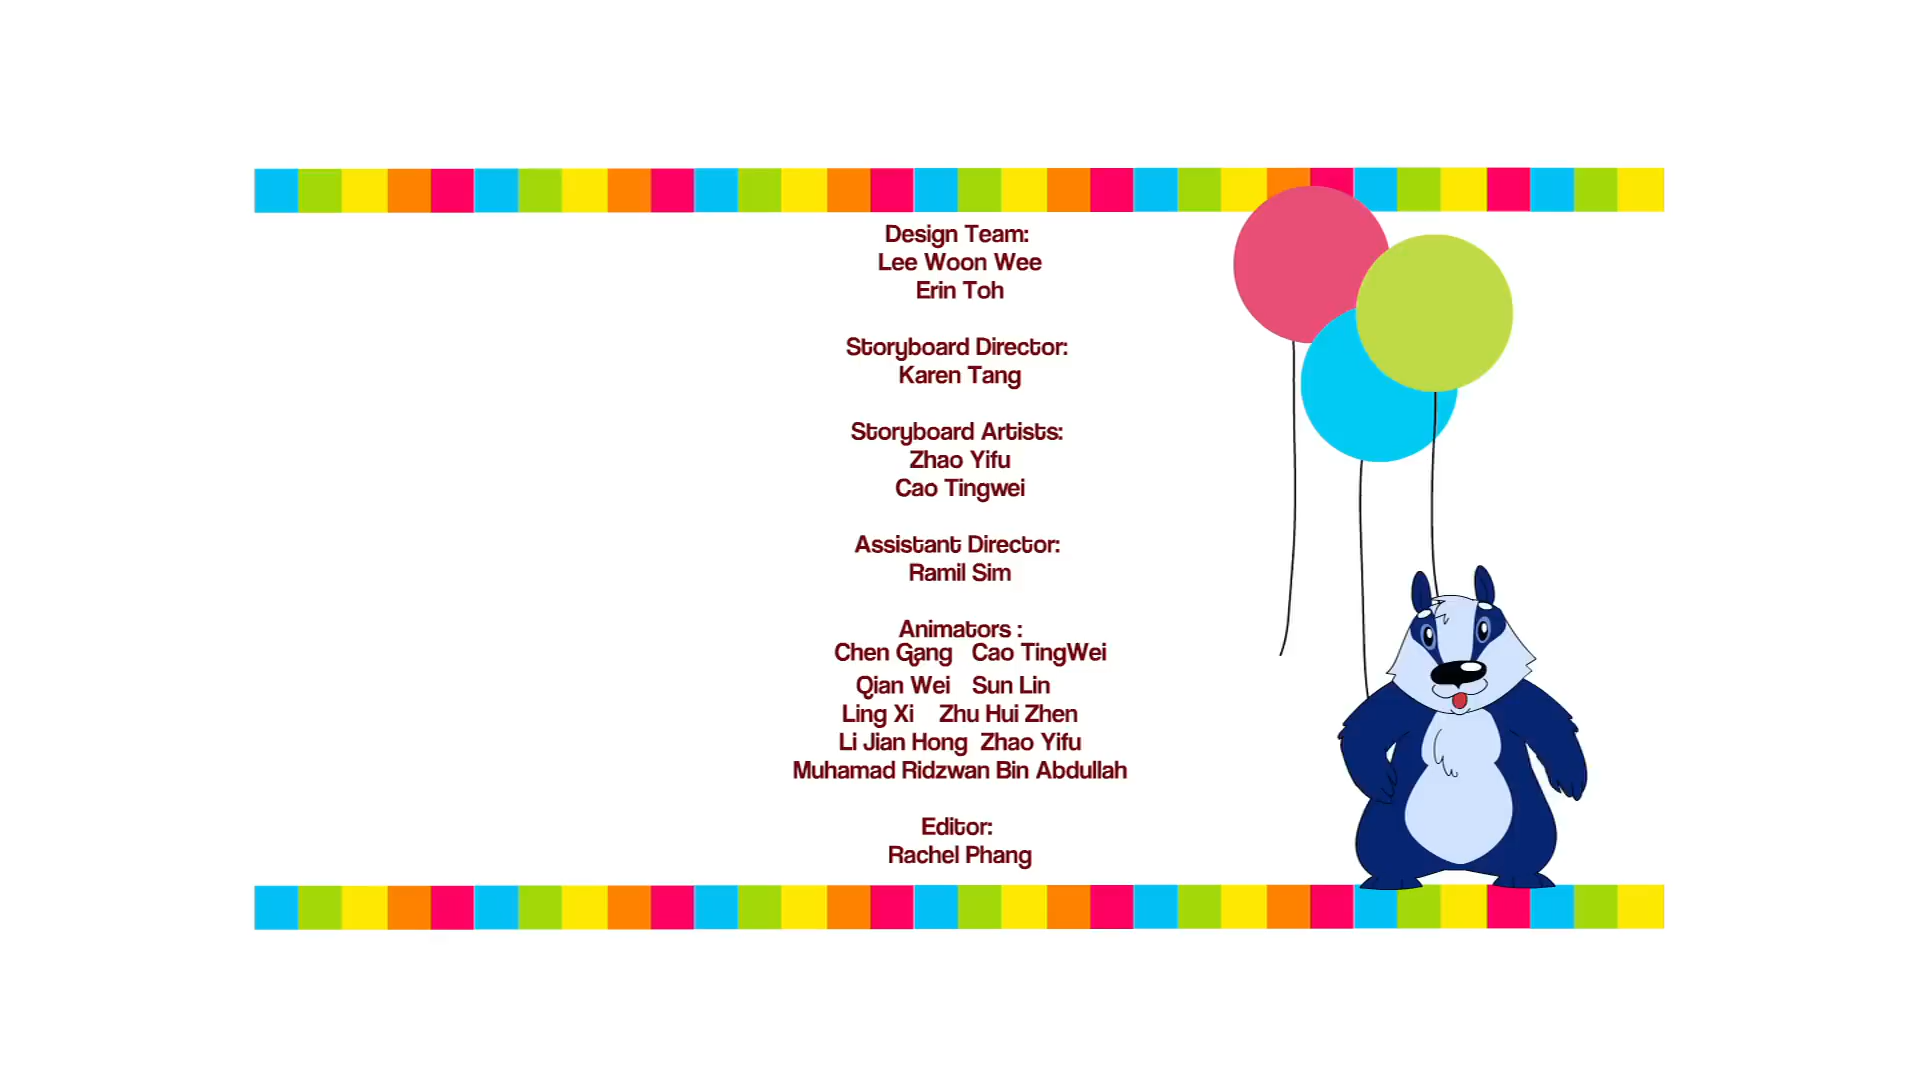 Design Team:
Lee Woon Wee
Erin Toh
Storyboard Director:
Karen Tang
Storyboard Artists:
Zhao Yifu
Cao Tingwei
Assistant Director:
Ramil Sim
Animators :
Chen Gang Cao TingWei
Qian Wei Sun Lin
Ling Xi Zhu Hui Zhen
Li Jian Hong Zhao Yifu
Muhamad Ridzwan Bin Abdullah
Editor:
Rachel Phang